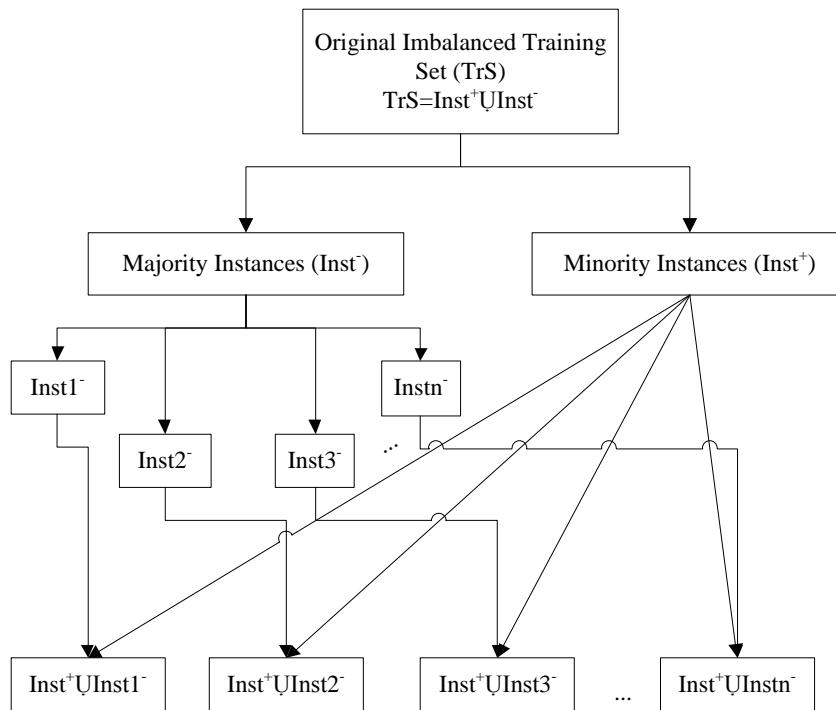 Original Imbalanced Training
Set (TrS)
TrS=Inst⁺ỤInst⁻
Majority Instances (Inst⁻)
Minority Instances (Inst⁺)
Inst1⁻
Instn⁻
Inst2⁻
Inst3⁻
...
Inst⁺ỤInst1⁻
Inst⁺ỤInst2⁻
Inst⁺ỤInst3⁻
...
Inst⁺ỤInstn⁻